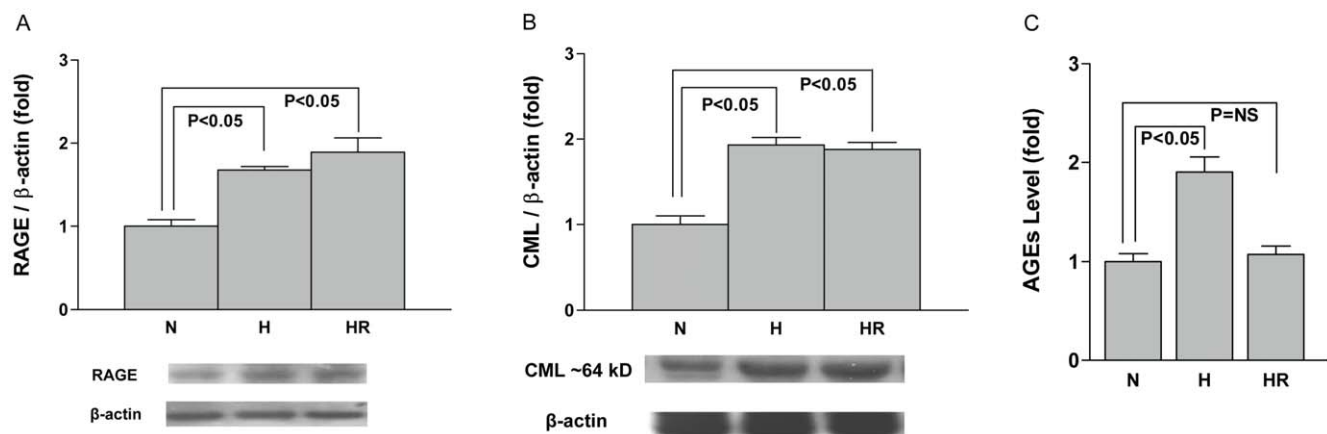 A
RAGE / β-actin (fold)
3
2
1
0
P<0.05
P<0.05
N H HR
RAGE
β-actin
B
CML / β-actin (fold)
3
2
1
0
P<0.05
P<0.05
N H HR
CML ~64 kD
β-actin
C
AGEs Level (fold)
3
2
1
0
P=NS
P<0.05
N H HR